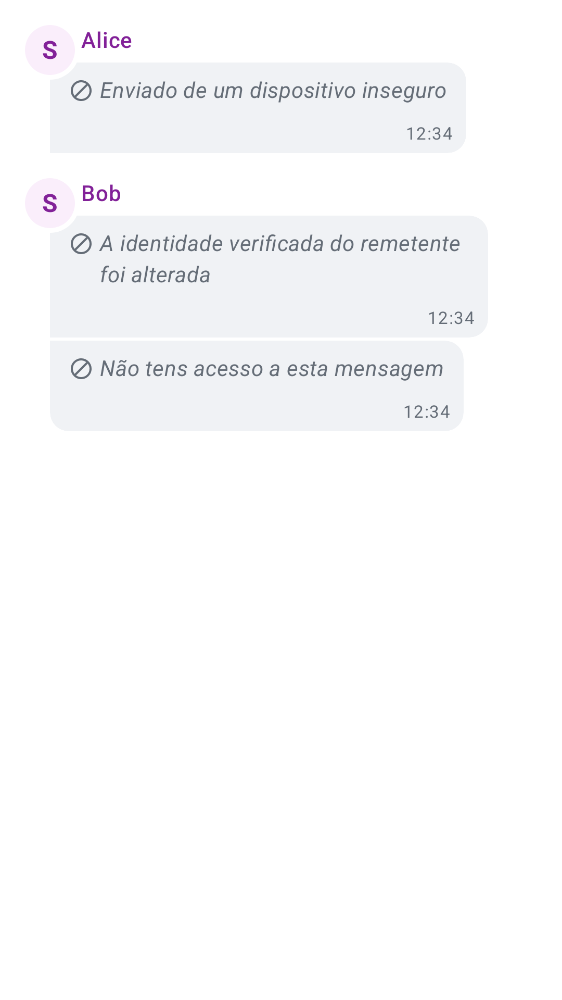 S
Alice
Enviado de um dispositivo inseguro
12:34
S
Bob
A identidade verificada do remetente
foi alterada
12:34
Não tens acesso a esta mensagem
12:34